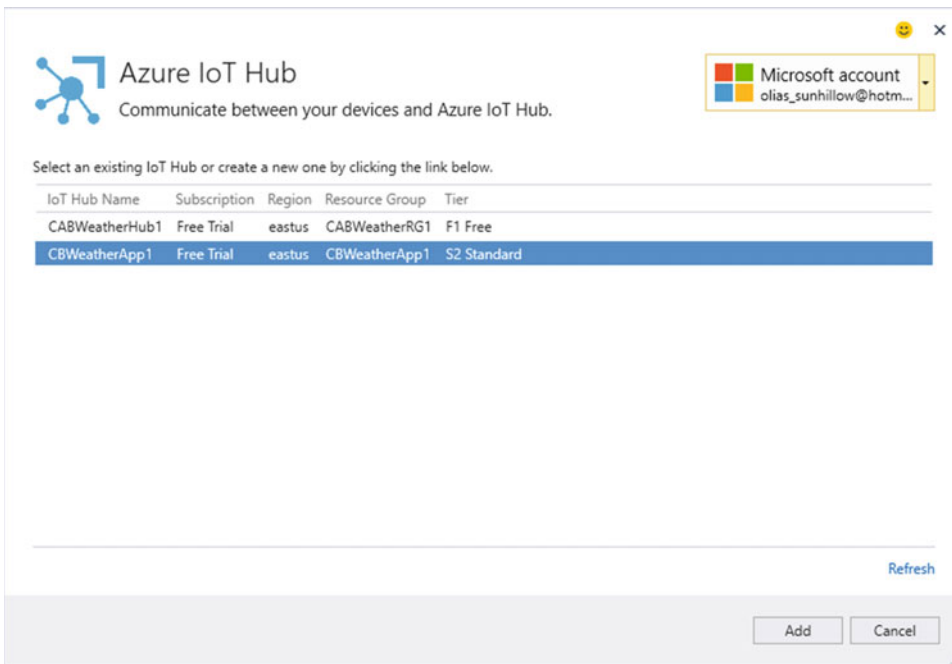 Azure IoT Hub
Communicate between your devices and Azure IoT Hub.
Microsoft account
olias_sunhillow@hotm...
Select an existing IoT Hub or create a new one by clicking the link below.
IoT Hub Name Subscription Region Resource Group Tier
CABWeatherHub1 Free Trial eastus CABWeatherRG1 F1 Free
CBWeatherApp1 Free Trial eastus CBWeatherApp1 S2 Standard
Refresh
Add Cancel